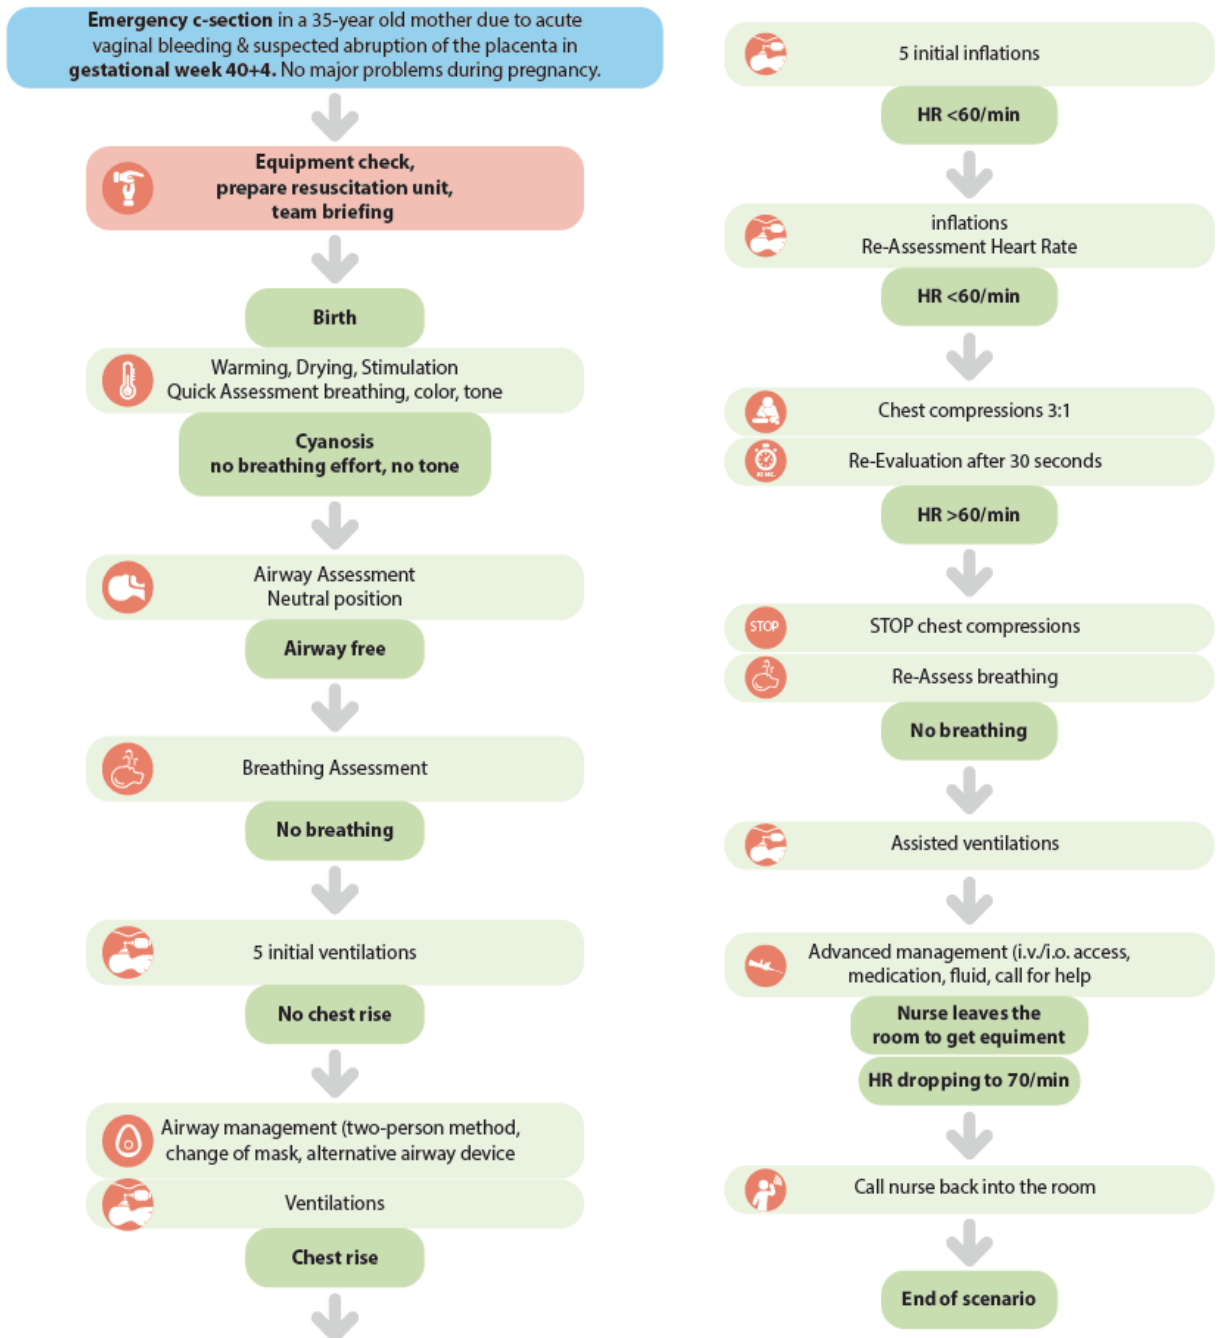 Emergency c-section in a 35-year old mother due to acute
vaginal bleeding & suspected abruption of the placenta in
gestational week 40+4. No major problems during pregnancy.
Equipment check,
prepare resuscitation unit,
team briefing
Birth
Warming, Drying, Stimulation
Quick Assessment breathing, color, tone
Cyanosis
no breathing effort, no tone
Airway Assessment
Neutral position
Airway free
Breathing Assessment
No breathing
5 initial ventilations
No chest rise
Airway management (two-person method,
change of mask, alternative airway device
Ventilations
Chest rise
5 initial inflations
HR <60/min
inflations
Re-Assessment Heart Rate
HR <60/min
Chest compressions 3:1
30 SEC.
Re-Evaluation after 30 seconds
HR >60/min
STOP
STOP chest compressions
Re-Assess breathing
No breathing
Assisted ventilations
Advanced management (i.v./i.o. access,
medication, fluid, call for help
Nurse leaves the
room to get equiment
HR dropping to 70/min
Call nurse back into the room
End of scenario